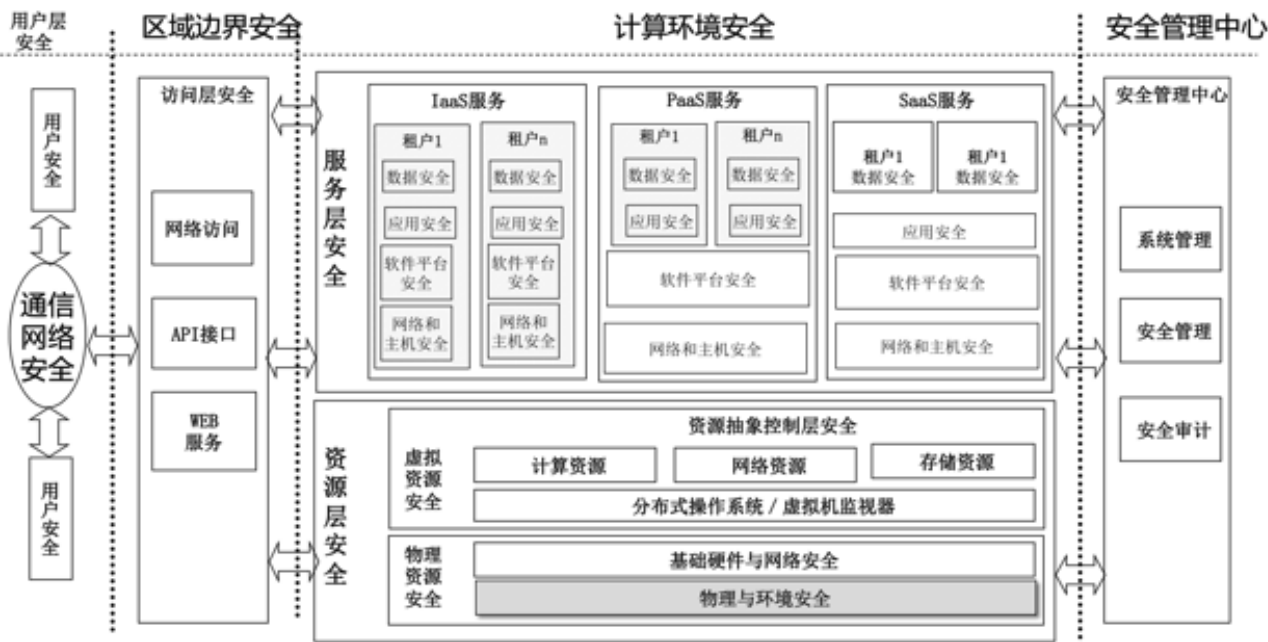 用户层
安全
区域边界安全
计算环境安全
安全管理中心
用户安全
通信
网络
安全
用户安全
访问层安全
网络访问
API接口
WEB
服务
服务层安全
IaaS服务
租户1
数据安全
应用安全
软件平台
安全
网络和
主机安全
租户n
数据安全
应用安全
软件平台
安全
网络和
主机安全
PaaS服务
租户1
数据安全
应用安全
租户n
数据安全
应用安全
软件平台安全
网络和主机安全
SaaS服务
租户1
数据安全
租户1
数据安全
应用安全
软件平台安全
网络和主机安全
资源层安全
虚拟
资源
安全
资源抽象控制层安全
计算资源
网络资源
存储资源
分布式操作系统/虚拟机监视器
物理
资源
安全
基础硬件与网络安全
物理与环境安全
安全管理中心
系统管理
安全管理
安全审计